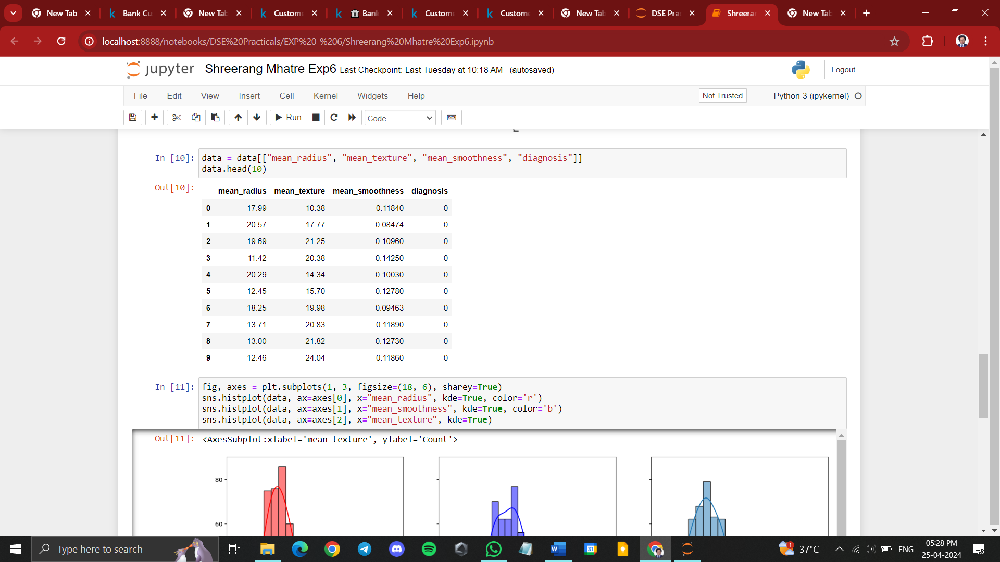 New Tab
Bank Cu
New Tab
Custom
Bank
Custome
Custome
New Tab
DSE Prac
Shreeran
New Tab
localhost:8888/notebooks/DSE%20Practicals/EXP%20-%206/Shreerang%20Mhatre%20Exp6.ipynb
jupyter Shreerang Mhatre Exp6 Last Checkpoint: Last Tuesday at 10:18 AM (autosaved)
Logout
File Edit View Insert Cell Kernel Widgets Help
Not Trusted
Python 3 (ipykernel)
Run
Code
In [10]: data = data[["mean_radius", "mean_texture", "mean_smoothness", "diagnosis"]]
data.head(10)
Out[10]:
mean_radius mean_texture mean_smoothness diagnosis
0 17.99 10.38 0.11840 0
1 20.57 17.77 0.08474 0
2 19.69 21.25 0.10960 0
3 11.42 20.38 0.14250 0
4 20.29 14.34 0.10030 0
5 12.45 15.70 0.12780 0
6 18.25 19.98 0.09463 0
7 13.71 20.83 0.11890 0
8 13.00 21.82 0.12730 0
9 12.46 24.04 0.11860 0
In [11]: fig, axes = plt.subplots(1, 3, figsize=(18, 6), sharey=True)
sns.histplot(data, ax=axes[0], x="mean_radius", kde=True, color='r')
sns.histplot(data, ax=axes[1], x="mean_smoothness", kde=True, color='b')
sns.histplot(data, ax=axes[2], x="mean_texture", kde=True)
Out[11]: <AxesSubplot:xlabel='mean_texture', ylabel='Count'>
80
60
Type here to search
W
31
1
37°C
ENG
05:28 PM
25-04-2024